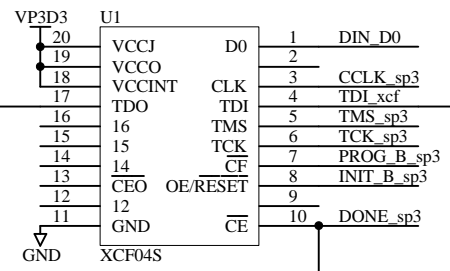 VP3D3 U1
20 VCCJ D0 1 DIN_D0
19 VCCO 2
18 VCCINT CLK 3 CCLK_sp3
17 TDO TDI 4 TDI_xcf
16 16 TMS 5 TMS_sp3
15 15 TCK 6 TCK_sp3
14 14 CF 7 PROG_B_sp3
13 CEO OE/RESET 8 INIT_B_sp3
12 12 9
11 GND CE 10 DONE_sp3
GND XCF04S